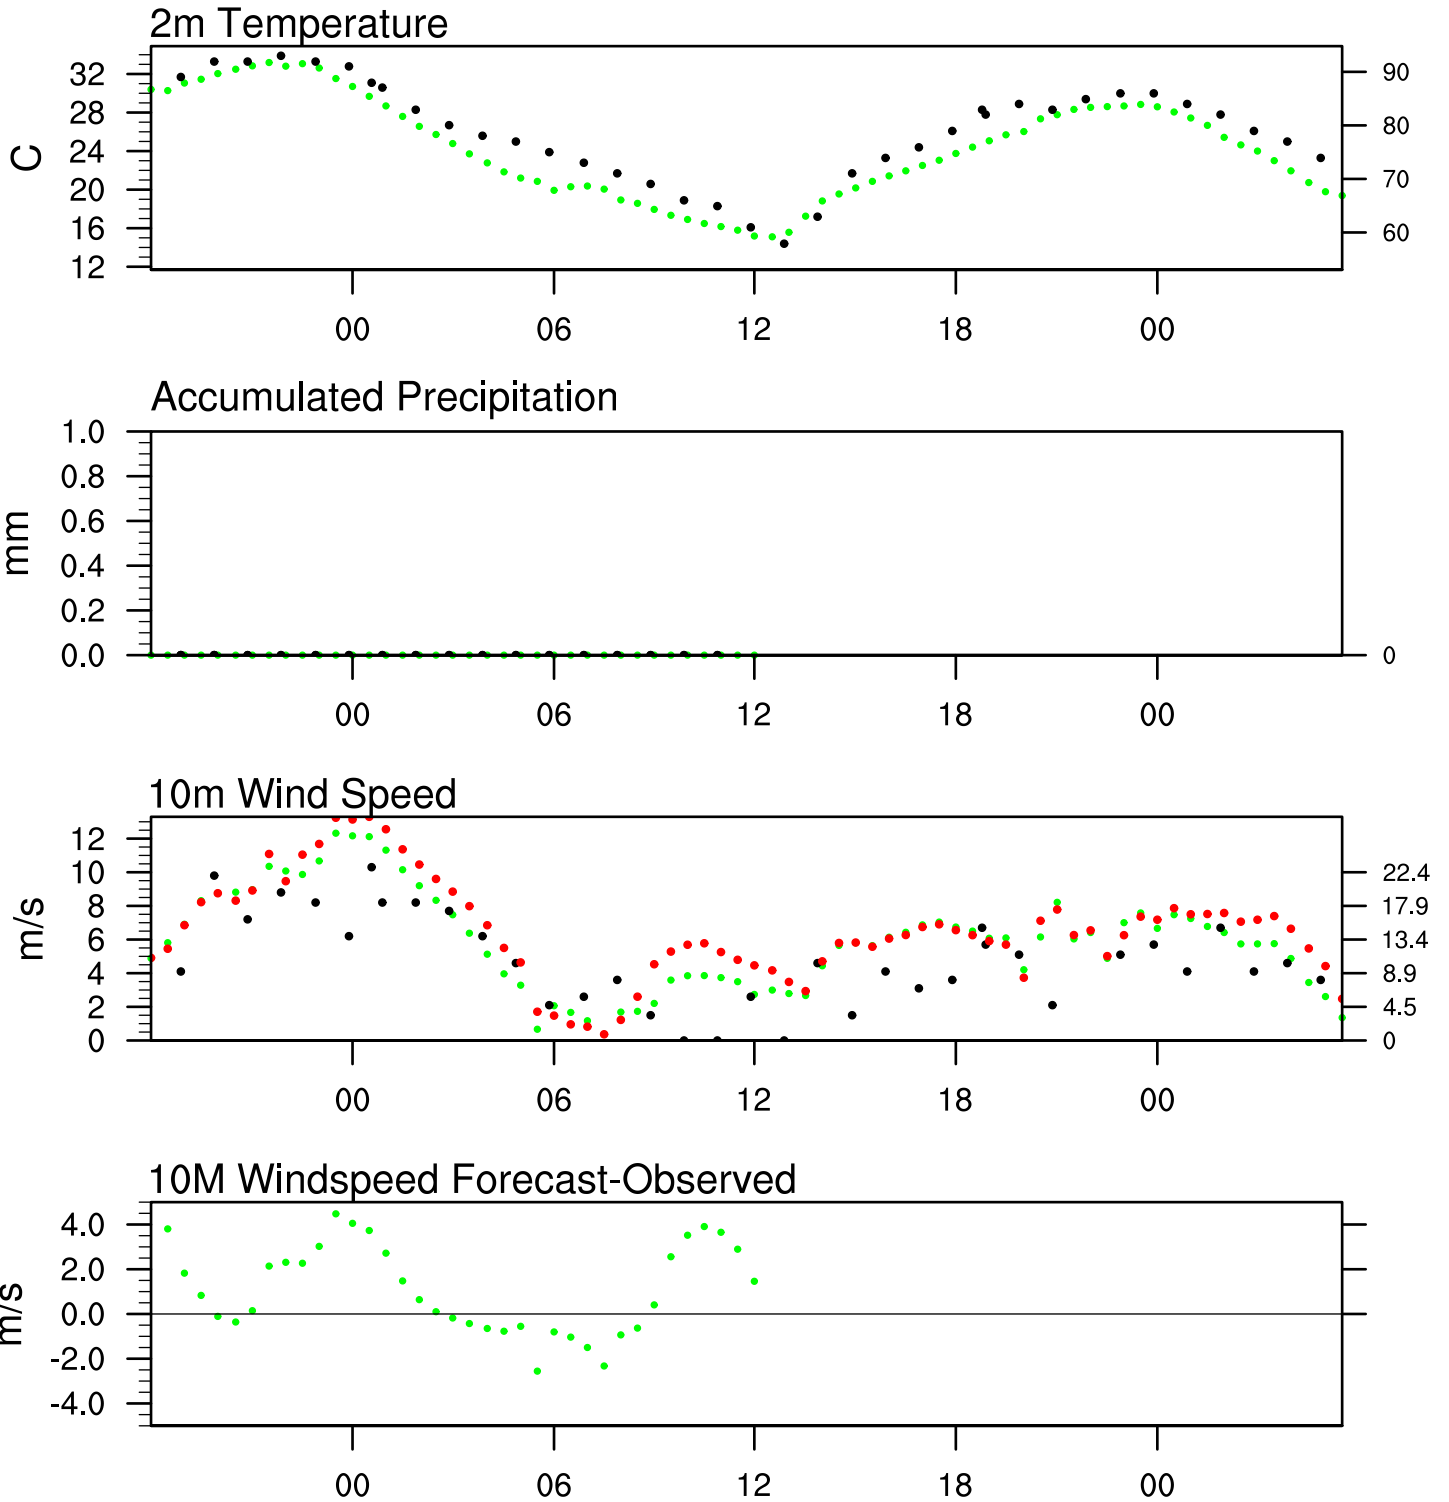 2m Temperature
C
32
28
24
20
16
12
90
80
70
60
00 06 12 18 00
Accumulated Precipitation
mm
1.0
0.8
0.6
0.4
0.2
0.0
0
00 06 12 18 00
10m Wind Speed
m/s
12
10
8
6
4
2
0
22.4
17.9
13.4
8.9
4.5
0
00 06 12 18 00
10M Windspeed Forecast-Observed
m/s
4.0
2.0
0.0
-2.0
-4.0
00 06 12 18 00